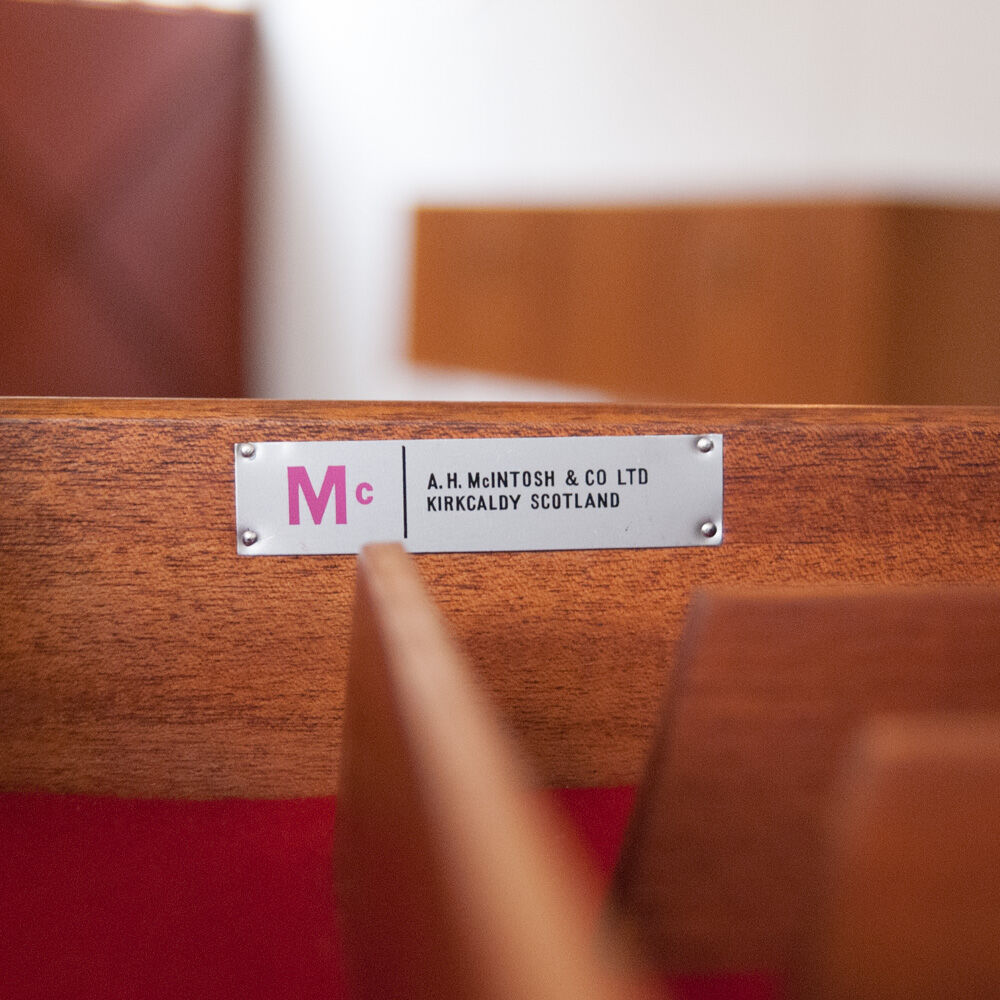 Mc
A.H. McINTOSH & CO LTD
KIRKCALDY SCOTLAND